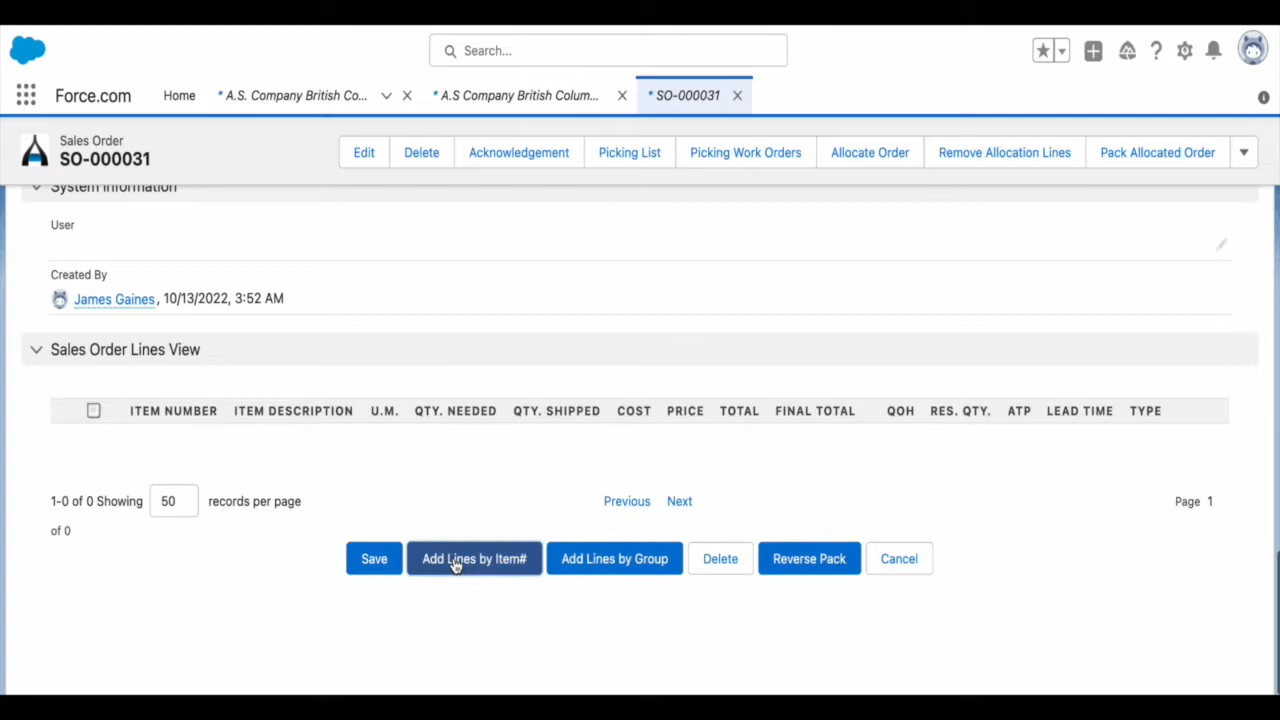 Search...
Force.com Home * A.S. Company British Co... * A.S Company British Colum... * SO-000031
Sales Order
SO-000031
Edit Delete Acknowledgement Picking List Picking Work Orders Allocate Order Remove Allocation Lines Pack Allocated Order
System Information
User
Created By
James Gaines, 10/13/2022, 3:52 AM
Sales Order Lines View
ITEM NUMBER ITEM DESCRIPTION U.M. QTY. NEEDED QTY. SHIPPED COST PRICE TOTAL FINAL TOTAL QOH RES. QTY. ATP LEAD TIME TYPE
1-0 of 0 Showing 50 records per page Previous Next Page 1
of 0
Save Add Lines by Item# Add Lines by Group Delete Reverse Pack Cancel